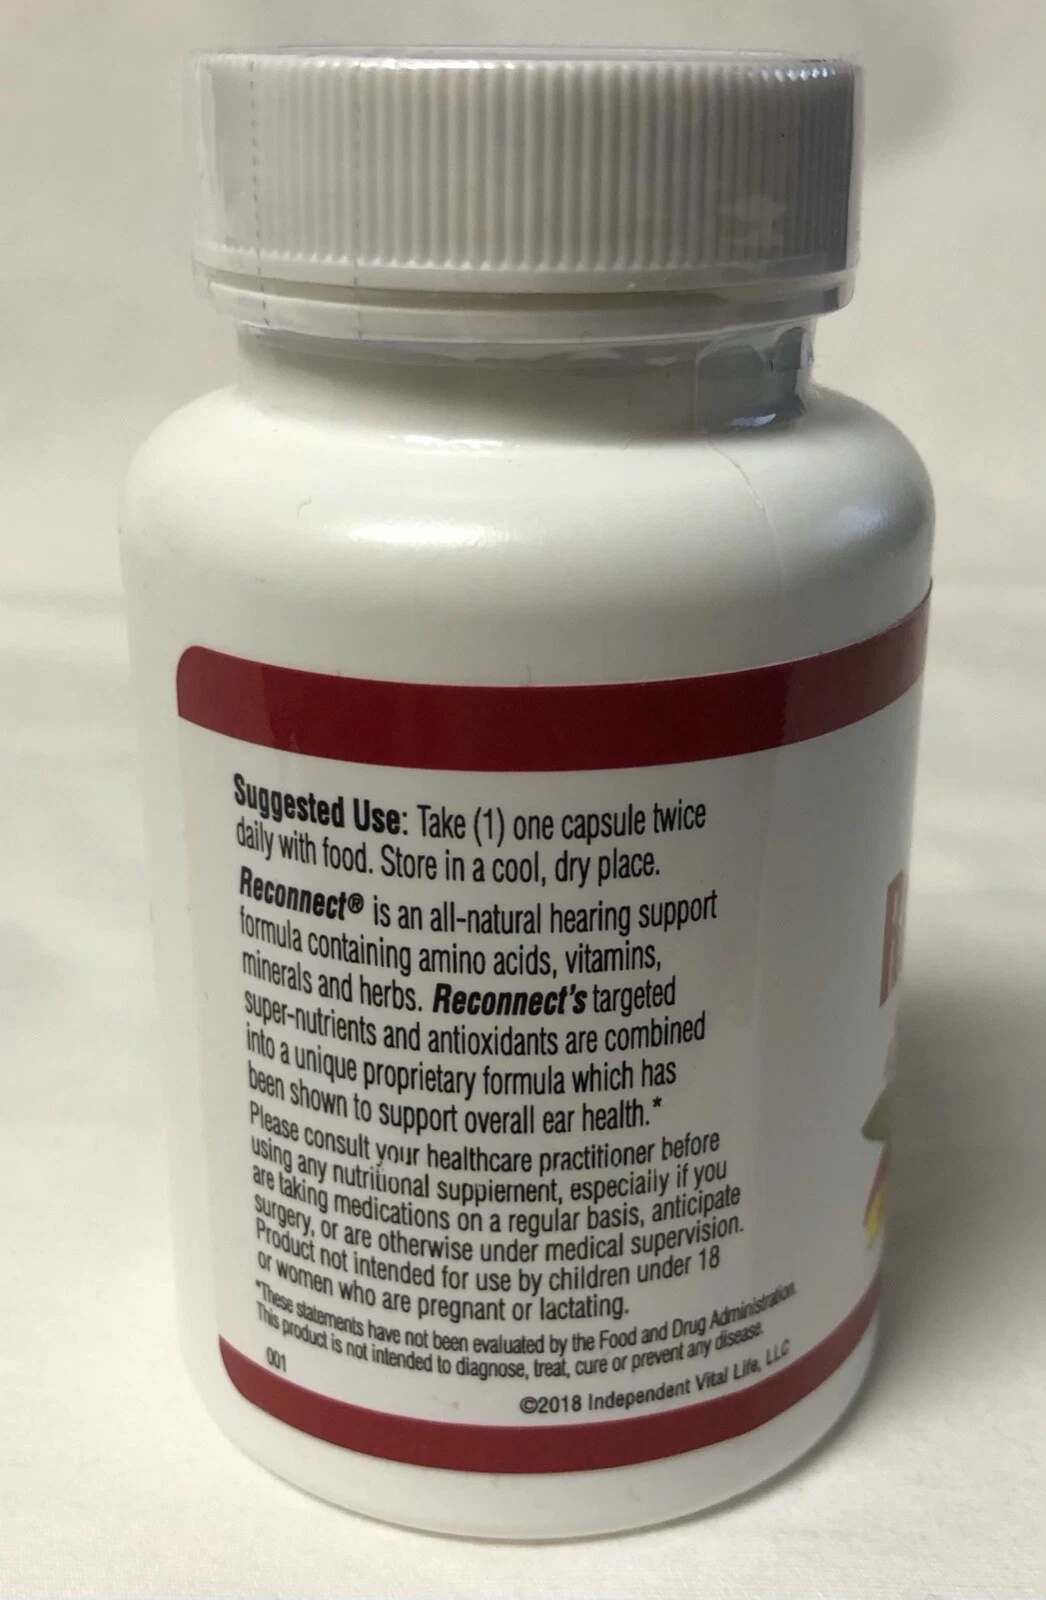 Suggested Use: Take (1) one capsule twice
daily with food. Store in a cool, dry place.
Reconnect® is an all-natural hearing support
formula containing amino acids, vitamins,
minerals and herbs. Reconnect's targeted
super-nutrients and antioxidants are combined
into a unique proprietary formula which has
been shown to support overall ear health.*
Please consult your healthcare practitioner before
using any nutritional supplement, especially if you
are taking medications on a regular basis, anticipate
surgery, or are otherwise under medical supervision.
Product not intended for use by children under 18
or women who are pregnant or lactating.
*These statements have not been evaluated by the Food and Drug Administration.
This product is not intended to diagnose, treat, cure or prevent any disease.
001
©2018 Independent Vital Life, LLC